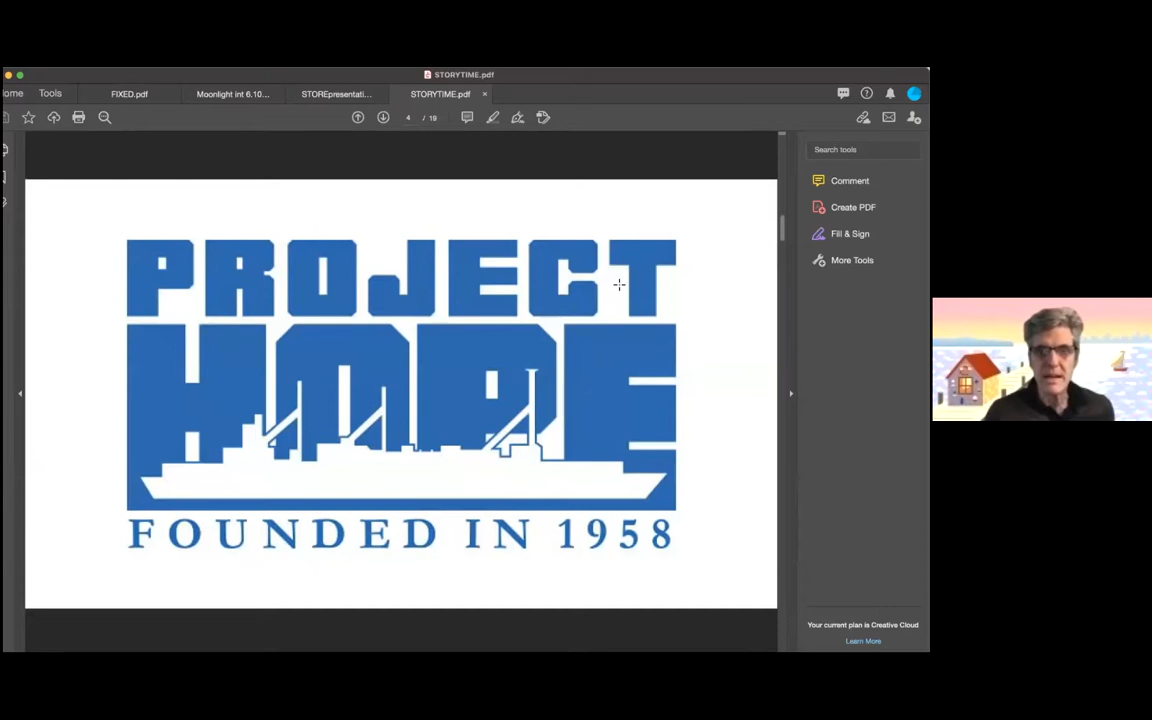 STORYTIME.pdf
ome Tools FIXED.pdf Moonlight int 6.10... STOREpresentati... STORYTIME.pdf ×
4 / 19
Search tools
Comment
Create PDF
Fill & Sign
More Tools
PROJECT
HOPE
FOUNDED IN 1958
Your current plan is Creative Cloud
Learn More